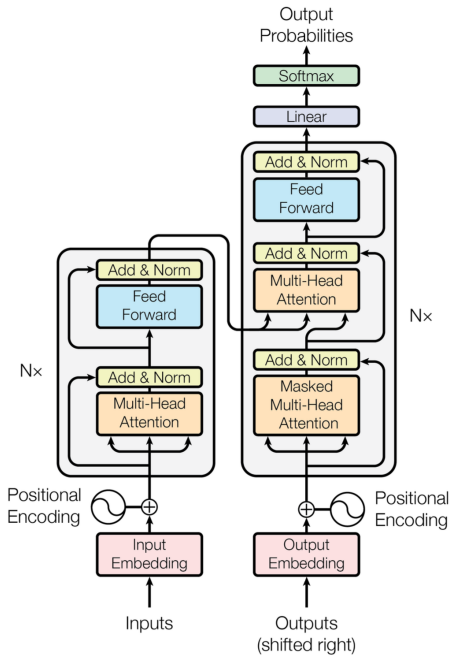 Output
Probabilities
Softmax
Linear
Add & Norm
Feed
Forward
Add & Norm
Multi-Head
Attention
Add & Norm
Masked
Multi-Head
Attention
N×
Add & Norm
Feed
Forward
Add & Norm
Multi-Head
Attention
N×
Positional
Encoding
Positional
Encoding
Input
Embedding
Output
Embedding
Inputs
Outputs
(shifted right)